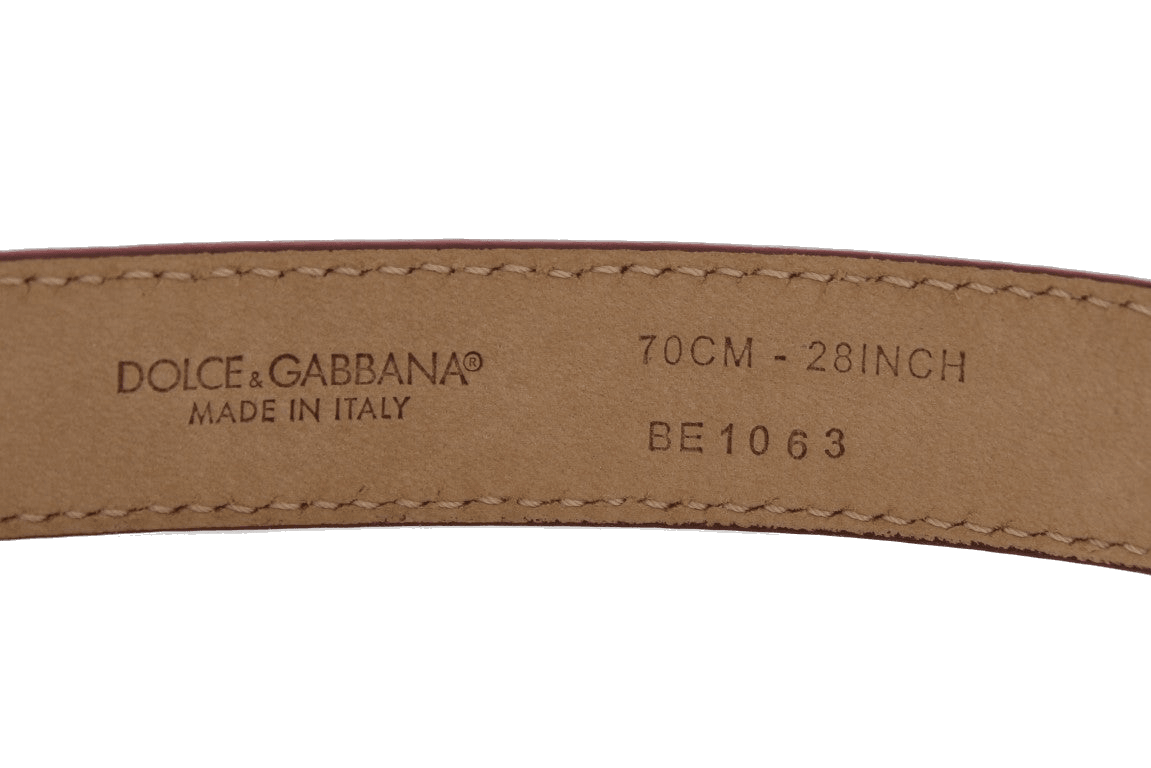 DOLCE & GABBANA®
MADE IN ITALY
70CM - 28INCH
BE1063